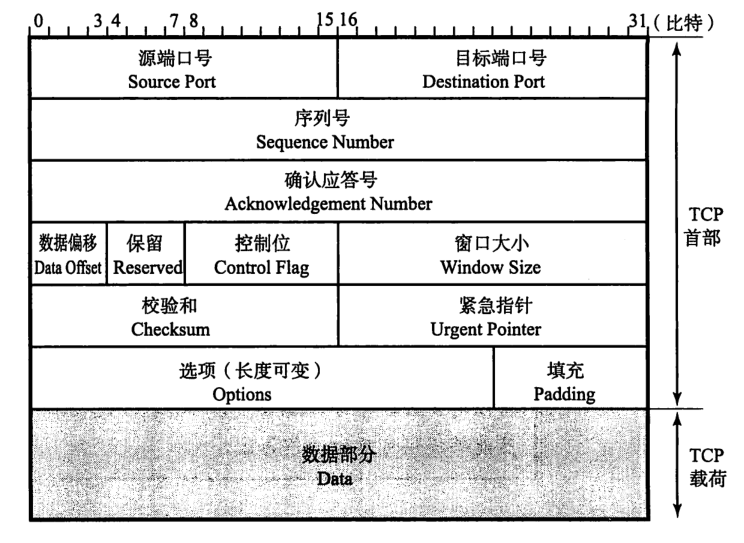 0 3 4 7 8 15 16 31 (比特)
源端口号 目标端口号
Source Port Destination Port
序列号
Sequence Number
确认应答号
Acknowledgement Number
数据偏移 保留 控制位 窗口大小
Data Offset Reserved Control Flag Window Size
校验和 紧急指针
Checksum Urgent Pointer
选项（长度可变） 填充
Options Padding
TCP
首部
数据部分
Data
TCP
载荷